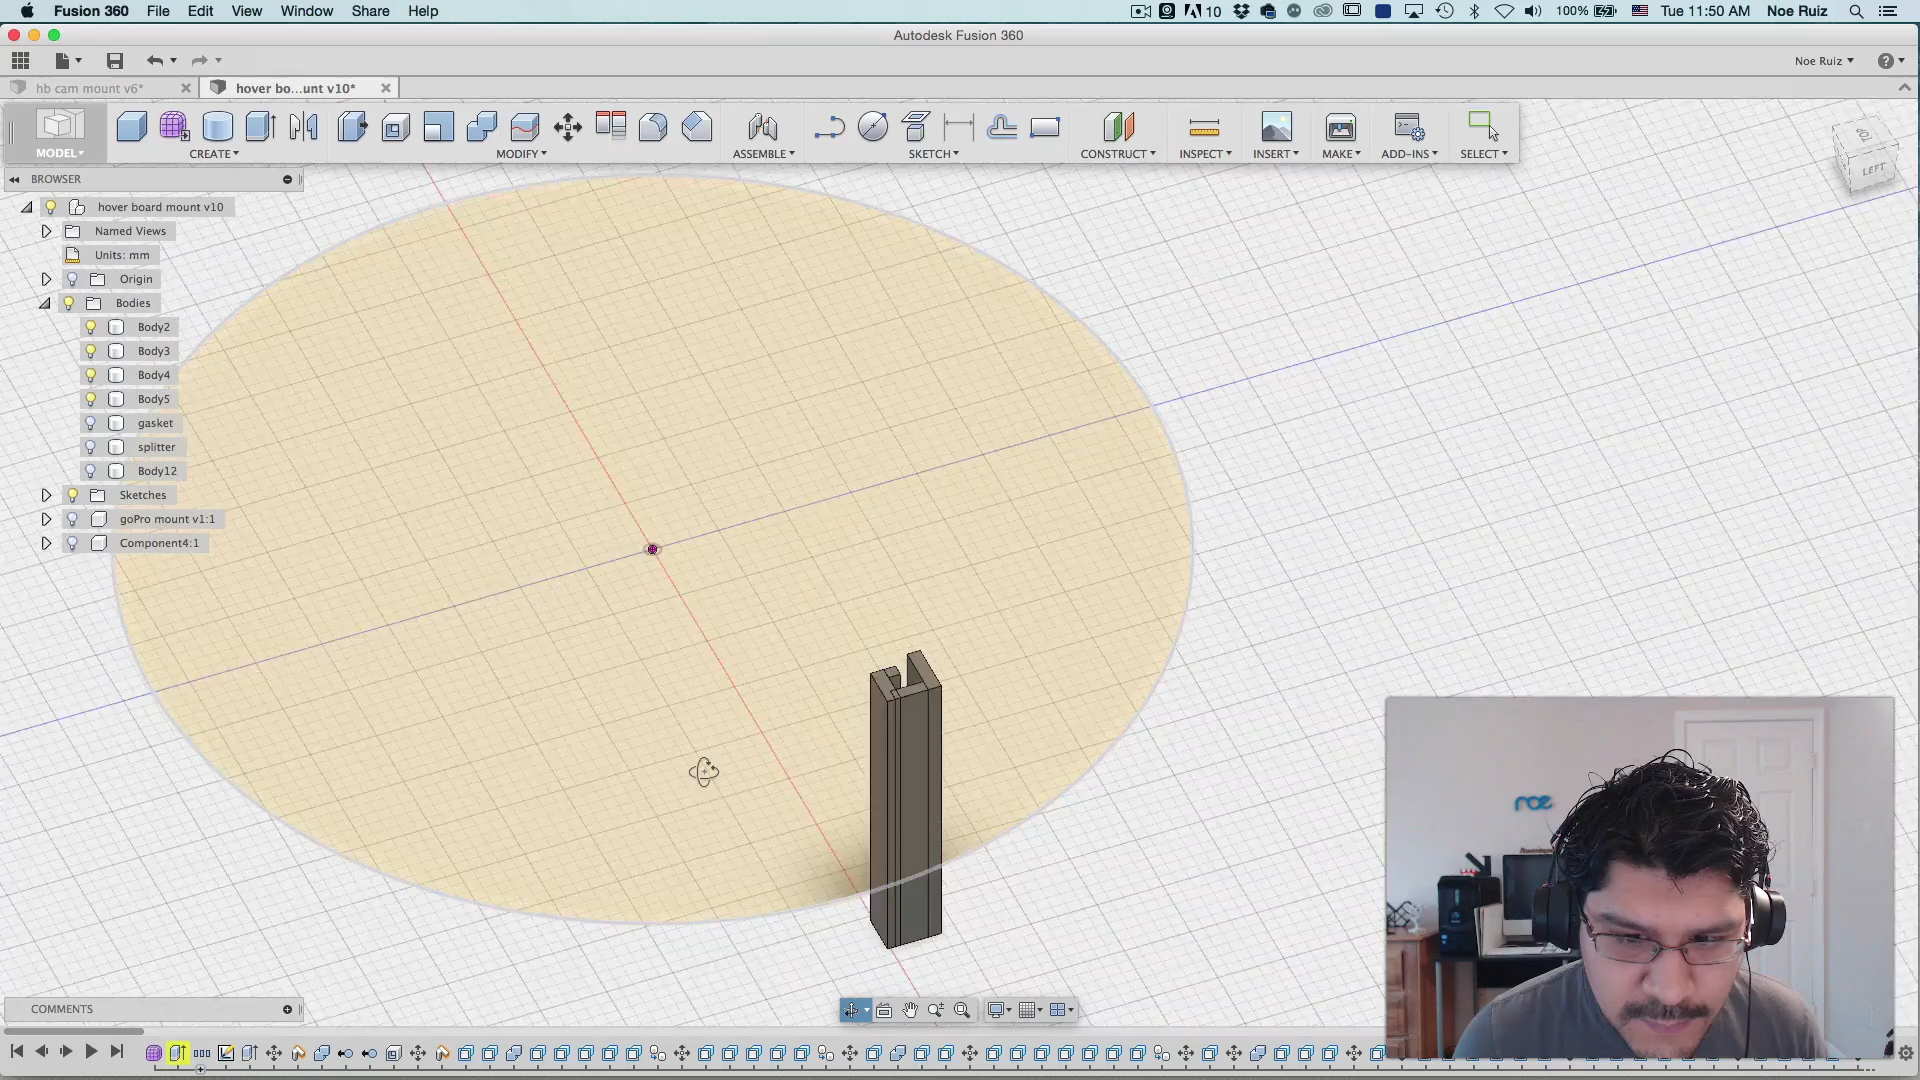 Fusion 360 File Edit View Window Share Help 10 100% Tue 11:50 AM Noe Ruiz
Autodesk Fusion 360
Noe Ruiz
hb cam mount v6*
hover bo...unt v10*
MODEL CREATE MODIFY ASSEMBLE SKETCH CONSTRUCT INSPECT INSERT MAKE ADD-INS SELECT
LEFT
BROWSER
hover board mount v10
Named Views
Units: mm
Origin
Bodies
Body2
Body3
Body4
Body5
gasket
splitter
Body12
Sketches
goPro mount v1:1
Component4:1
noe
COMMENTS